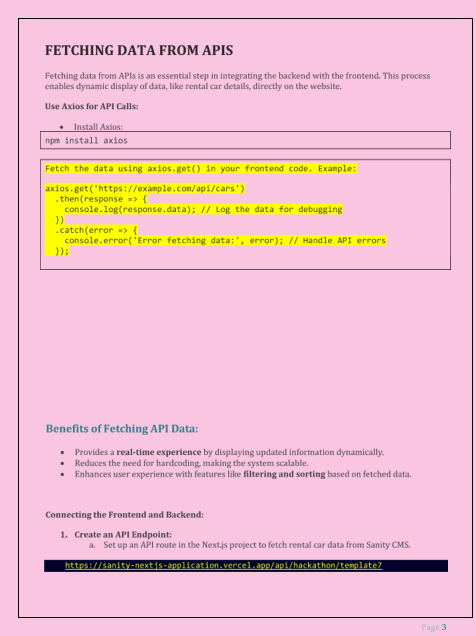 FETCHING DATA FROM APIS
Fetching data from APIs is an essential step in integrating the backend with the frontend. This process
enables dynamic display of data, like rental car details, directly on the website.
Use Axios for API Calls:
• Install Axios:
npm install axios
Fetch the data using axios.get() in your frontend code. Example:
axios.get('https://example.com/api/cars')
.then(response => {
console.log(response.data); // Log the data for debugging
})
.catch(error => {
console.error('Error fetching data:', error); // Handle API errors
});
Benefits of Fetching API Data:
• Provides a real-time experience by displaying updated information dynamically.
• Reduces the need for hardcoding, making the system scalable.
• Enhances user experience with features like filtering and sorting based on fetched data.
Connecting the Frontend and Backend:
1. Create an API Endpoint:
a. Set up an API route in the Next.js project to fetch rental car data from Sanity CMS.
https://sanity-nextjs-application.vercel.app/api/hackathon/template7
Page 3